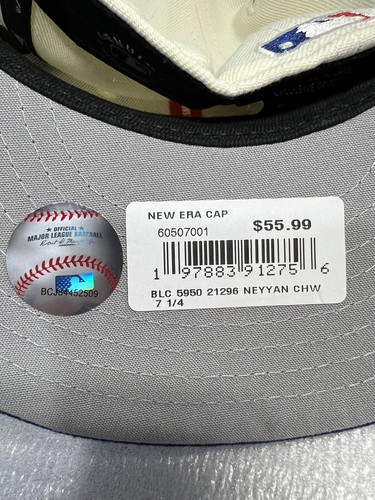 NEW ERA CAP
60507001
$55.99
1 97883 91275 6
BLC 5950 21296 NEYYAN CHW
7 1/4
OFFICIAL
MAJOR LEAGUE BASEBALL
BCJ84452509